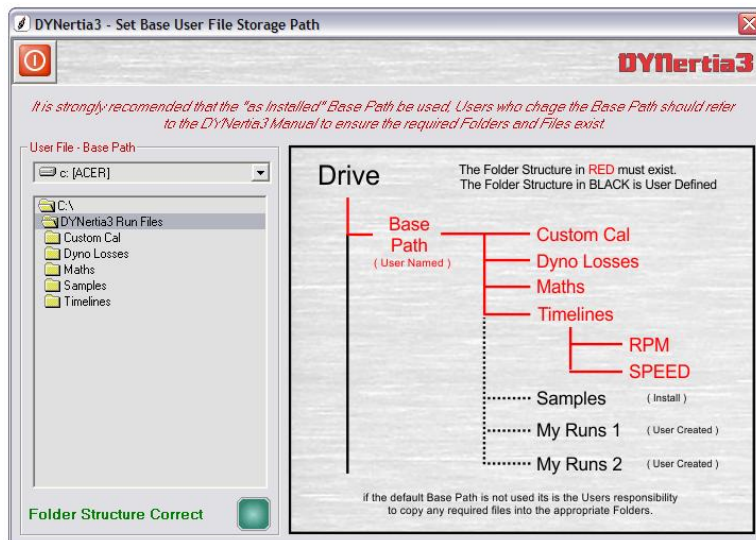 DYNertia3 - Set Base User File Storage Path
DYNertia3
It is strongly recomended that the "as Installed" Base Path be used, Users who chage the Base Path should refer
to the DYNertia3 Manual to ensure the required Folders and Files exist
User File - Base Path
c: [ACER]
C:\
DYNertia3 Run Files
Custom Cal
Dyno Losses
Maths
Samples
Timelines
Folder Structure Correct
Drive
The Folder Structure in RED must exist.
The Folder Structure in BLACK is User Defined
Base
Path
( User Named )
Custom Cal
Dyno Losses
Maths
Timelines
RPM
SPEED
Samples ( Install )
My Runs 1 ( User Created )
My Runs 2 ( User Created )
if the default Base Path is not used its is the Users responsibility
to copy any required files into the appropriate Folders.